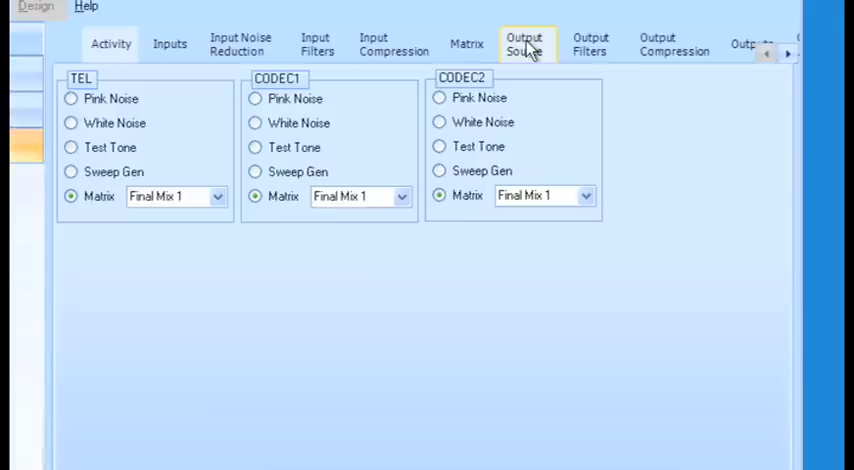 Design Help
Activity Inputs Input Noise Reduction Input Filters Input Compression Matrix Output Source Output Filters Output Compression
TEL CODEC1 CODEC2
Pink Noise Pink Noise Pink Noise
White Noise White Noise White Noise
Test Tone Test Tone Test Tone
Sweep Gen Sweep Gen Sweep Gen
Matrix Final Mix 1 Matrix Final Mix 1 Matrix Final Mix 1